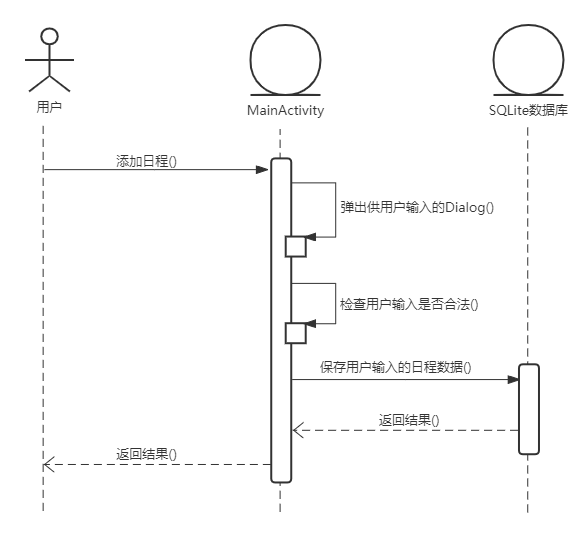 用户
MainActivity
SQLite数据库
添加日程()
弹出供用户输入的Dialog()
检查用户输入是否合法()
保存用户输入的日程数据()
返回结果()
返回结果()